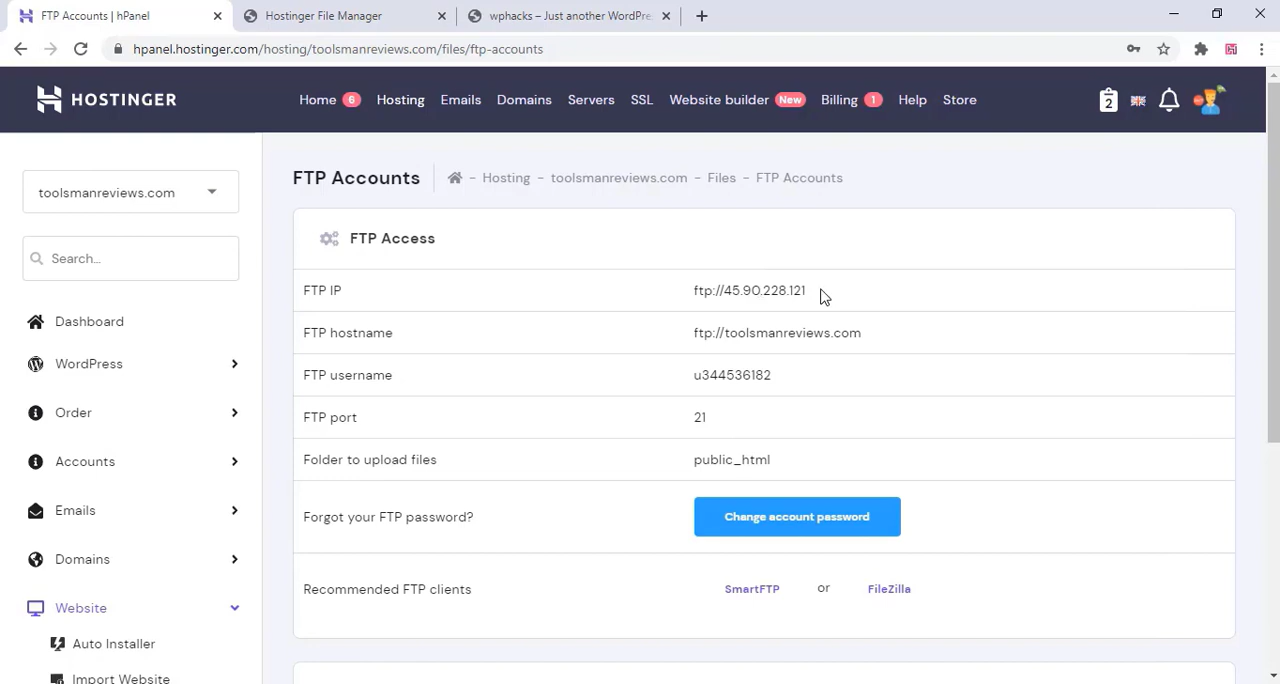 FTP Accounts | hPanel
Hostinger File Manager
wphacks – Just another WordPre
hpanel.hostinger.com/hosting/toolsmanreviews.com/files/ftp-accounts
HOSTINGER
Home 6 Hosting Emails Domains Servers SSL Website builder New Billing 1 Help Store
2
toolsmanreviews.com
Search...
Dashboard
WordPress
Order
Accounts
Emails
Domains
Website
Auto Installer
Import Website
FTP Accounts
- Hosting - toolsmanreviews.com - Files - FTP Accounts
FTP Access
FTP IP ftp://45.90.228.121
FTP hostname ftp://toolsmanreviews.com
FTP username u344536182
FTP port 21
Folder to upload files public_html
Forgot your FTP password? Change account password
Recommended FTP clients SmartFTP or FileZilla